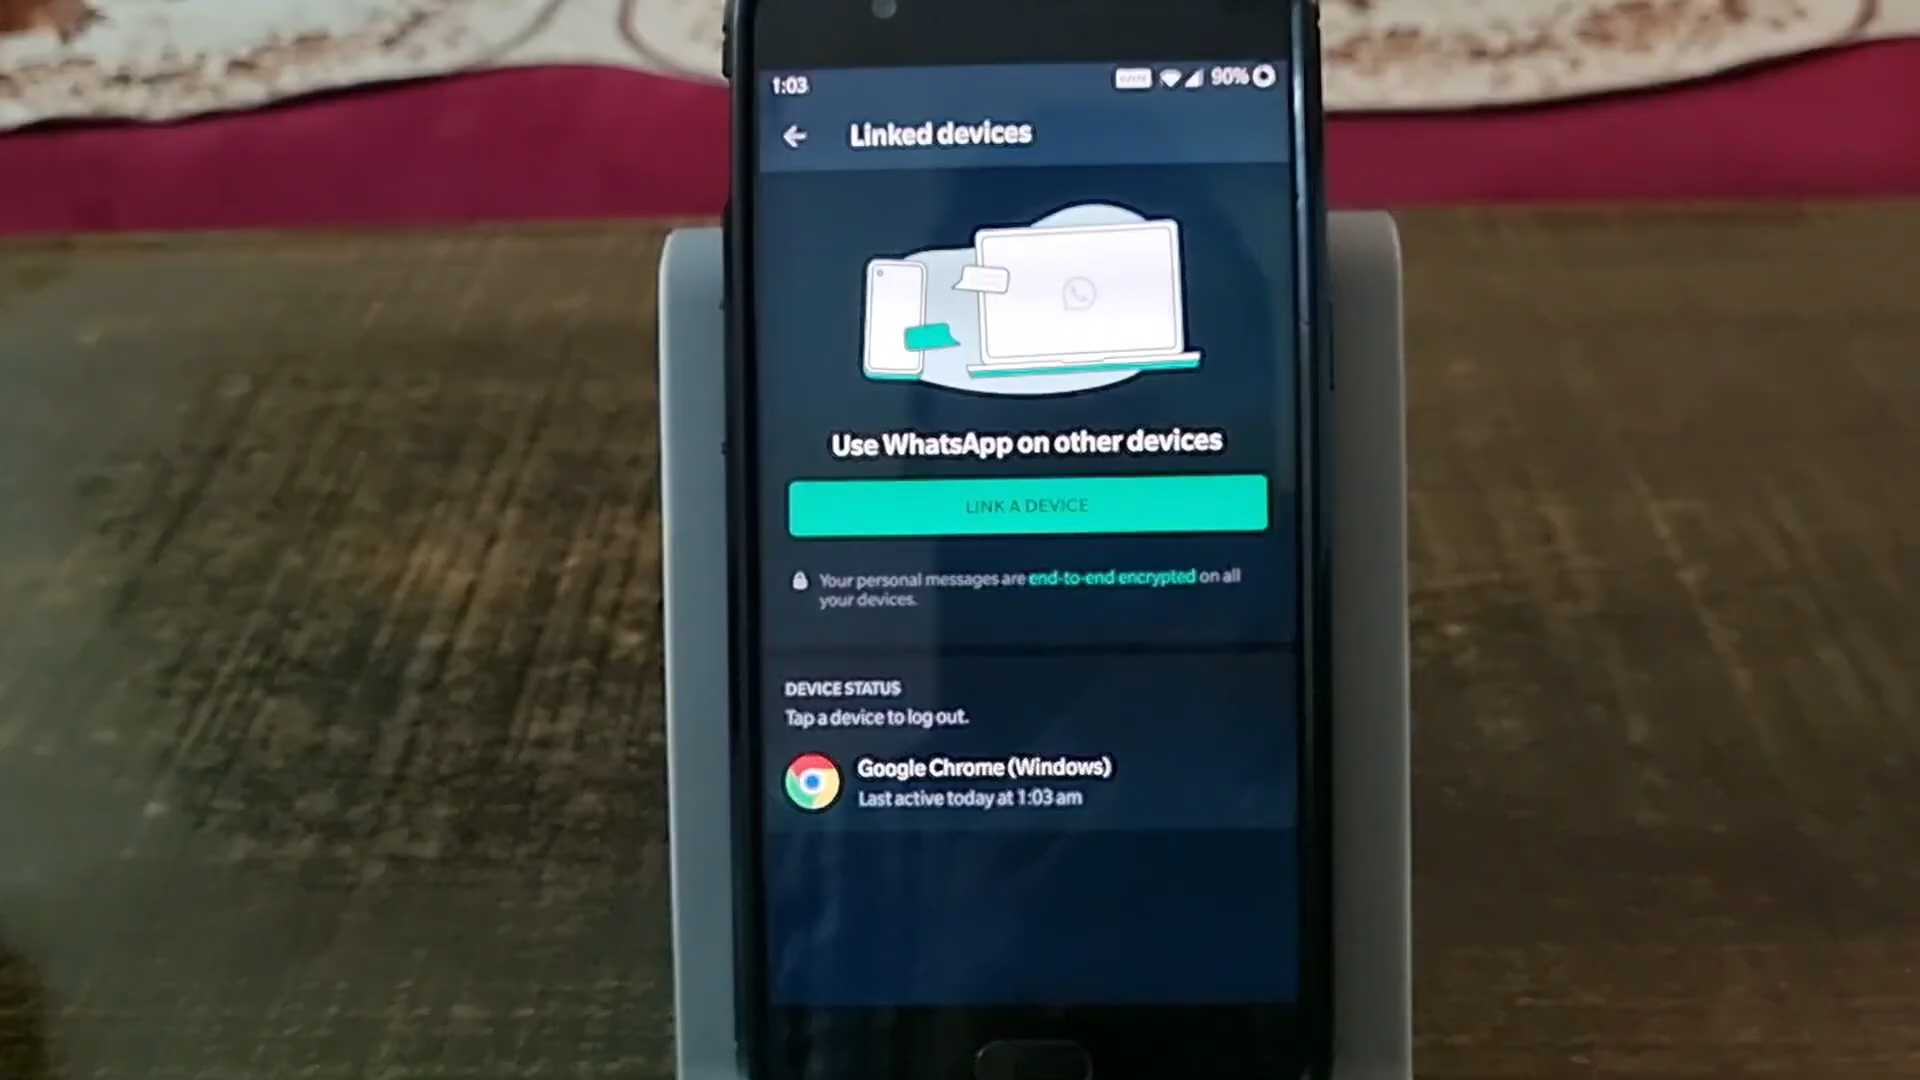 1:03
90%
Linked devices
Use WhatsApp on other devices
LINK A DEVICE
Your personal messages are end-to-end encrypted on all
your devices.
DEVICE STATUS
Tap a device to log out.
Google Chrome (Windows)
Last active today at 1:03 am